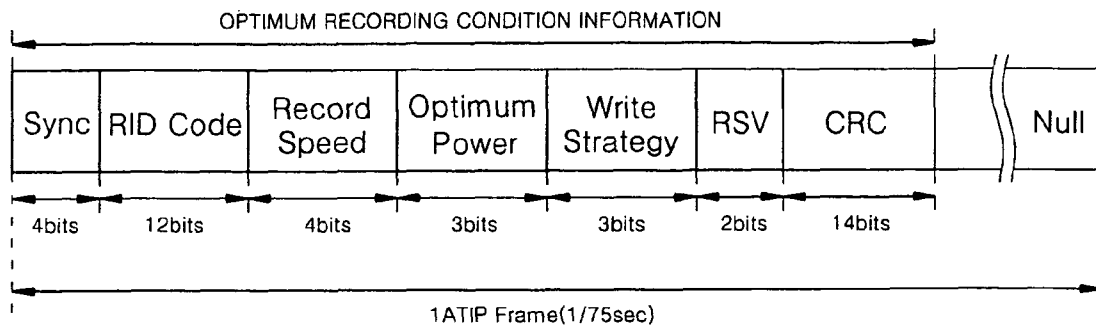 OPTIMUM RECORDING CONDITION INFORMATION
Sync
RID Code
Record
Speed
Optimum
Power
Write
Strategy
RSV
CRC
Null
4bits
12bits
4bits
3bits
3bits
2bits
14bits
1ATIP Frame(1/75sec)